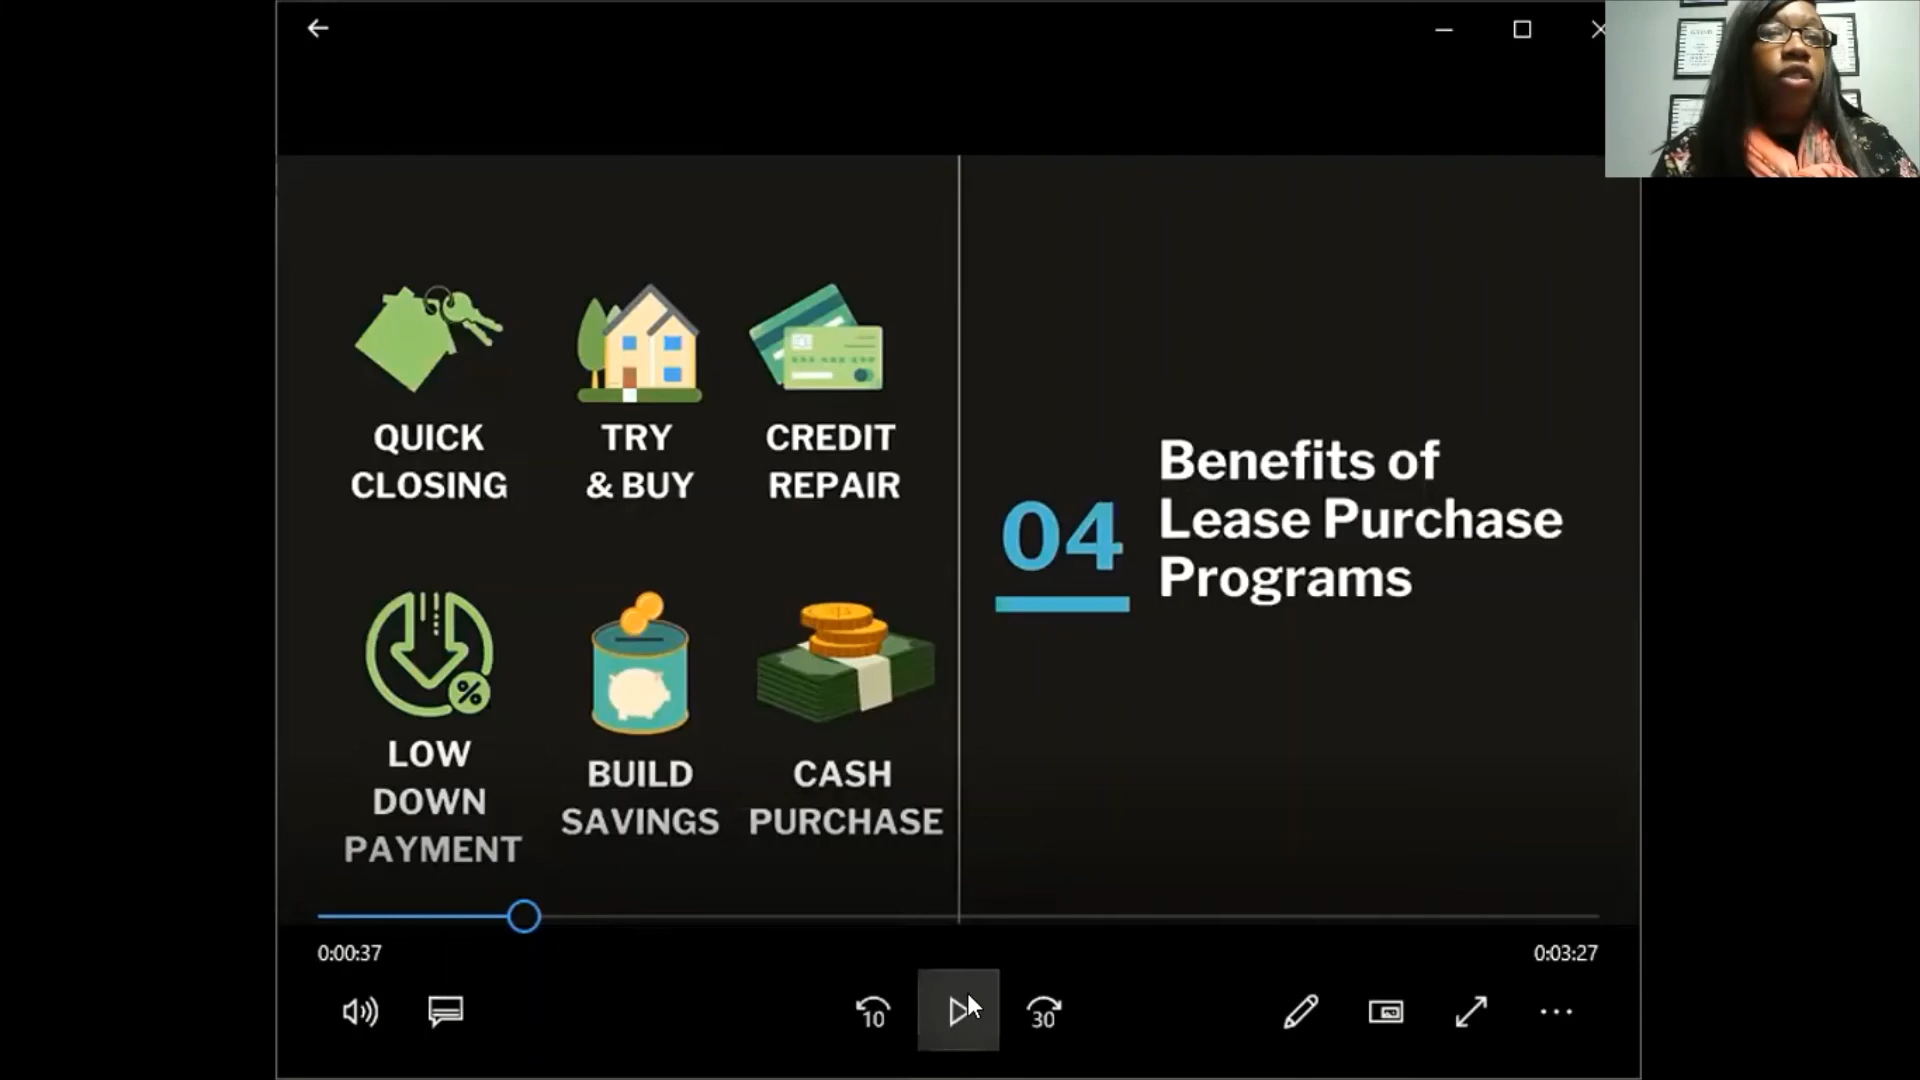 QUICK
CLOSING
TRY
& BUY
CREDIT
REPAIR
LOW
DOWN
PAYMENT
BUILD
SAVINGS
CASH
PURCHASE
04
Benefits of
Lease Purchase
Programs
0:00:37
0:03:27
10
30